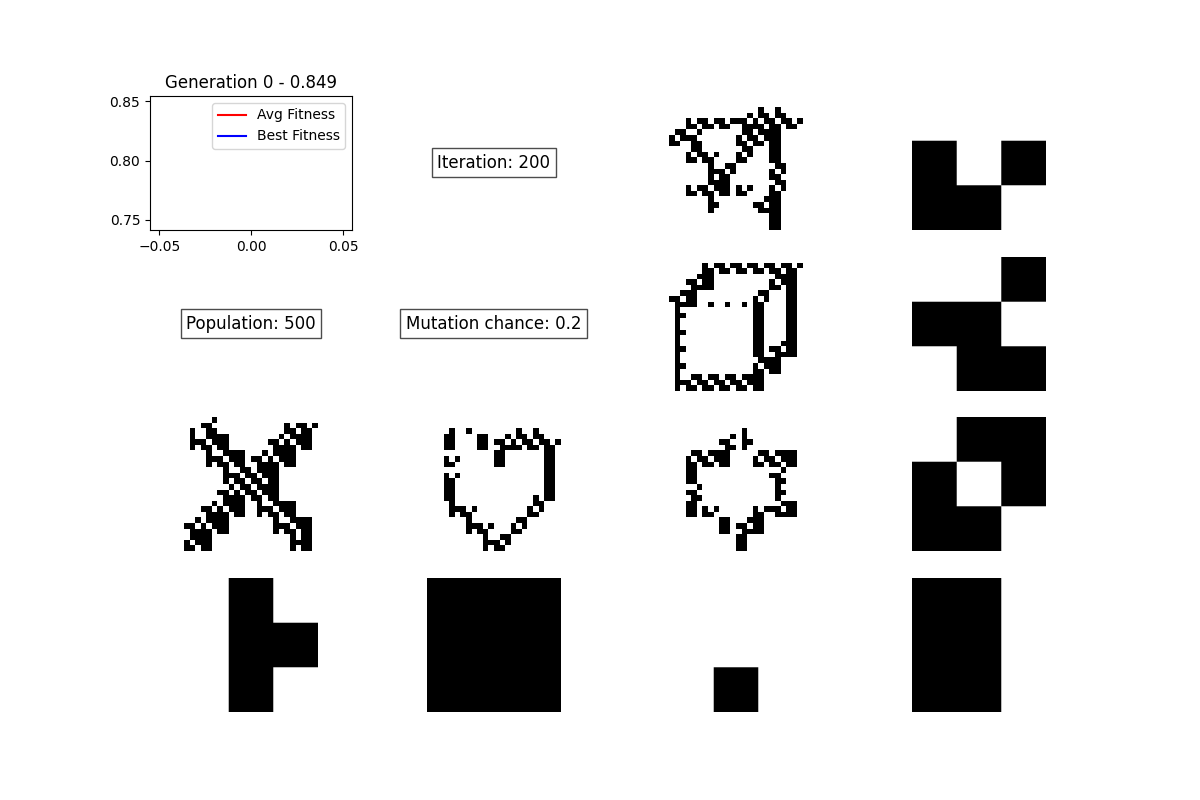 Generation 0 - 0.849
0.85
0.80
0.75
Avg Fitness
Best Fitness
−0.05
0.00
0.05
Iteration: 200
Population: 500
Mutation chance: 0.2